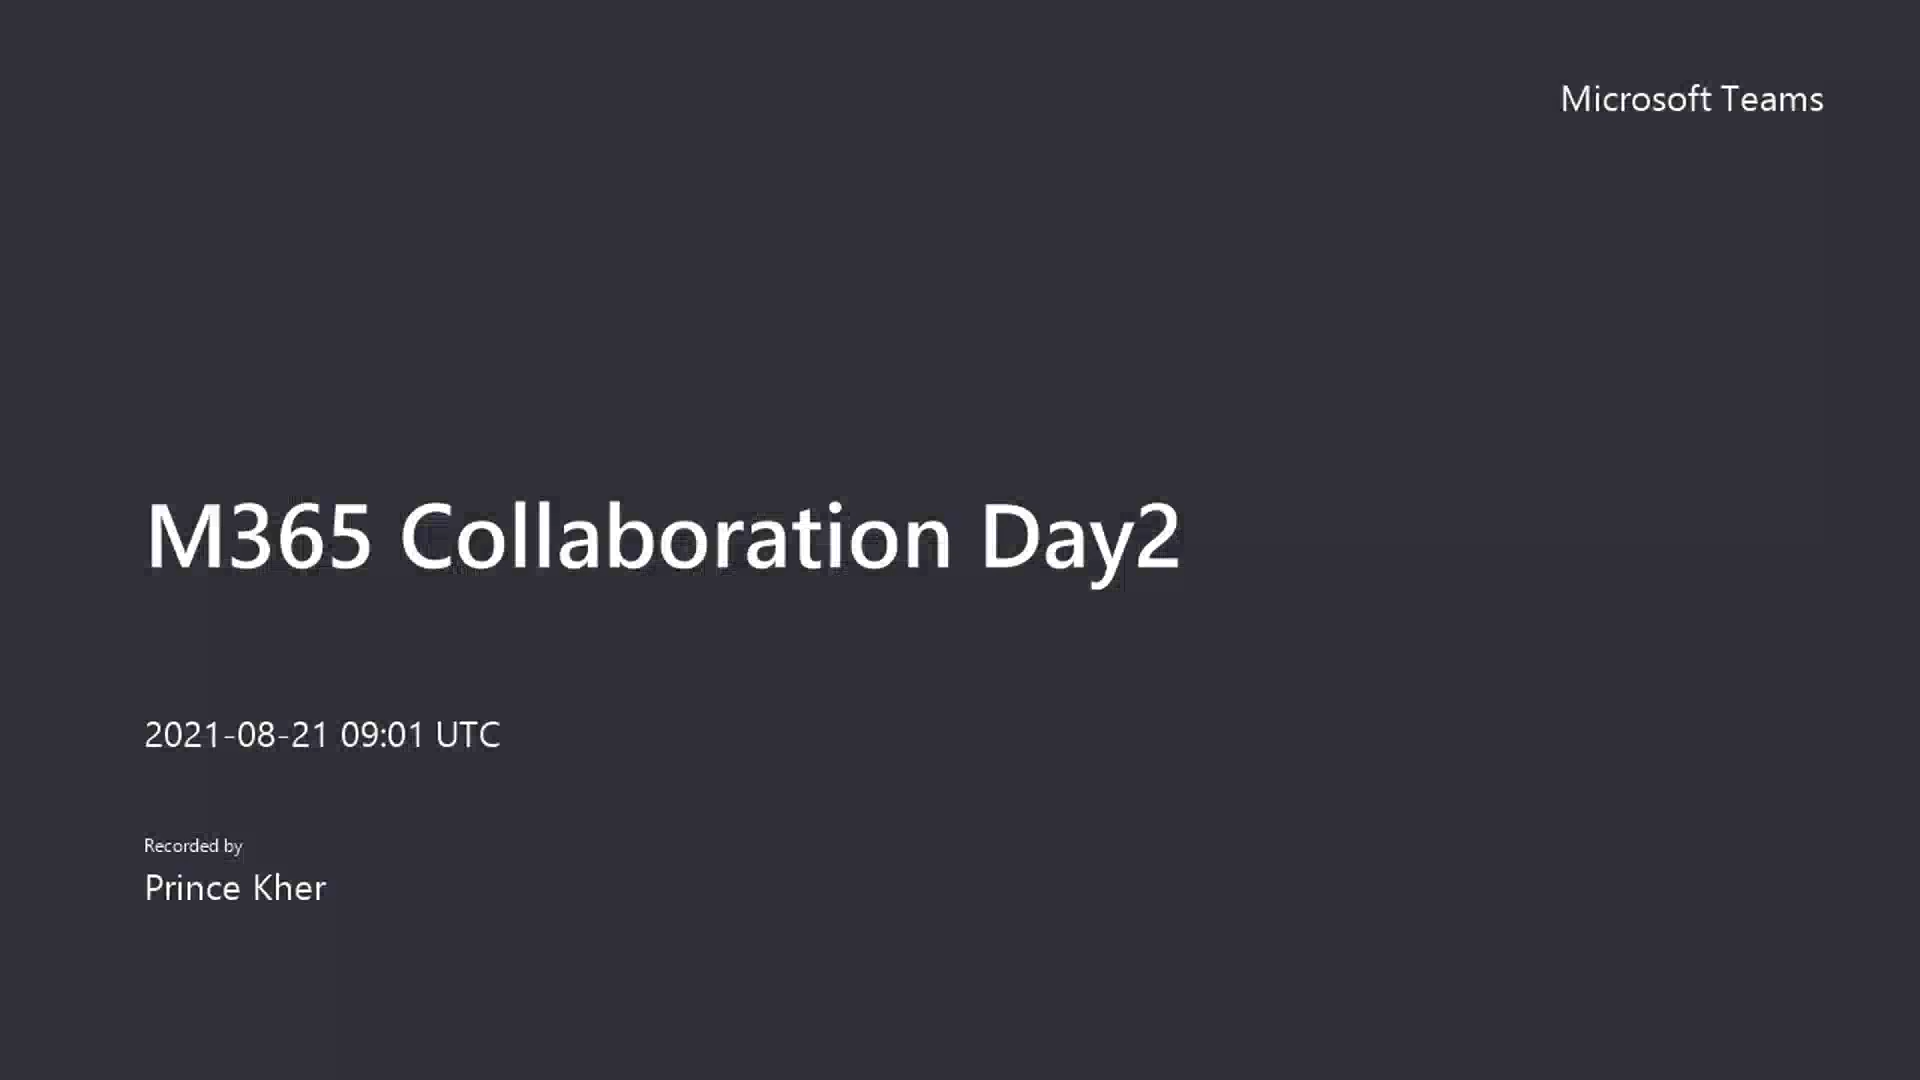 Microsoft Teams
M365 Collaboration Day2
2021-08-21 09:01 UTC
Recorded by
Prince Kher